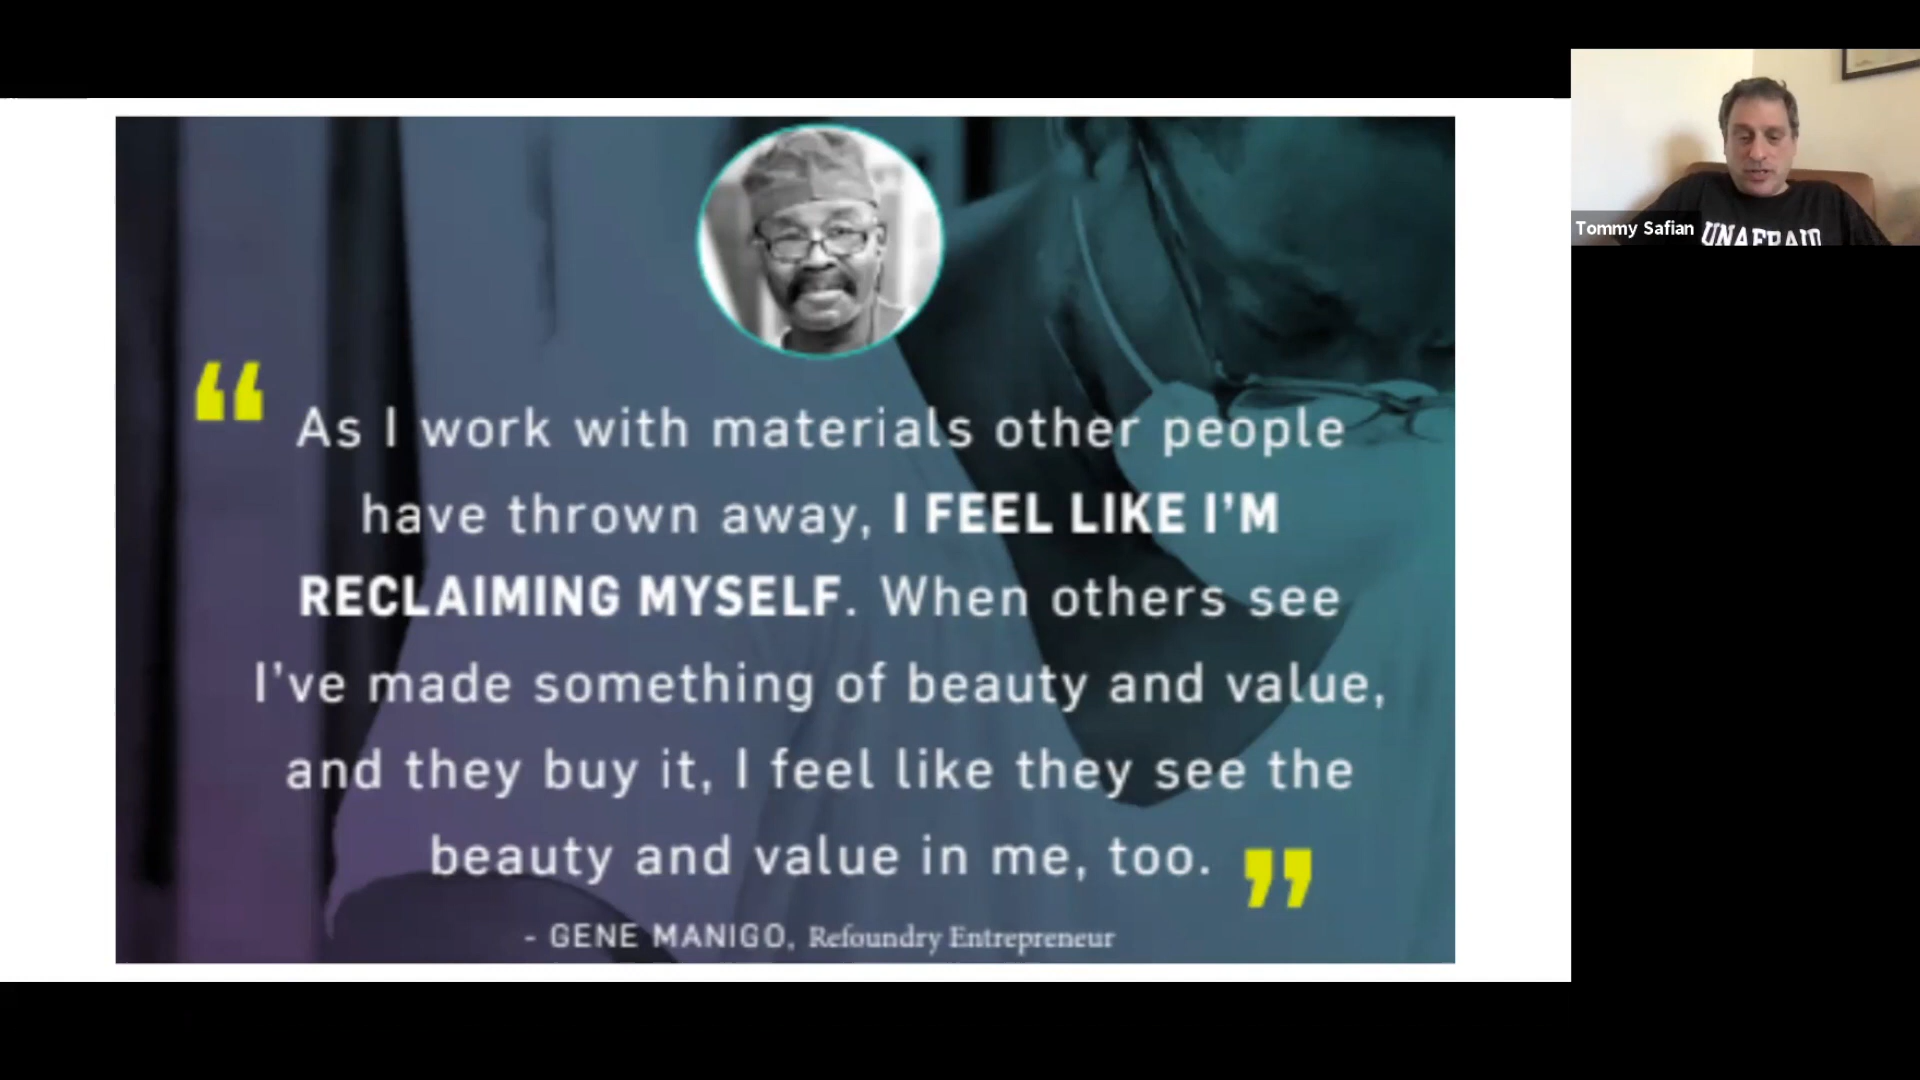 “ As I work with materials other people
have thrown away, I FEEL LIKE I’M
RECLAIMING MYSELF. When others see
I’ve made something of beauty and value,
and they buy it, I feel like they see the
beauty and value in me, too. ”
- GENE MANIGO, Refoundry Entrepreneur
Tommy Safian
UNAFRAID